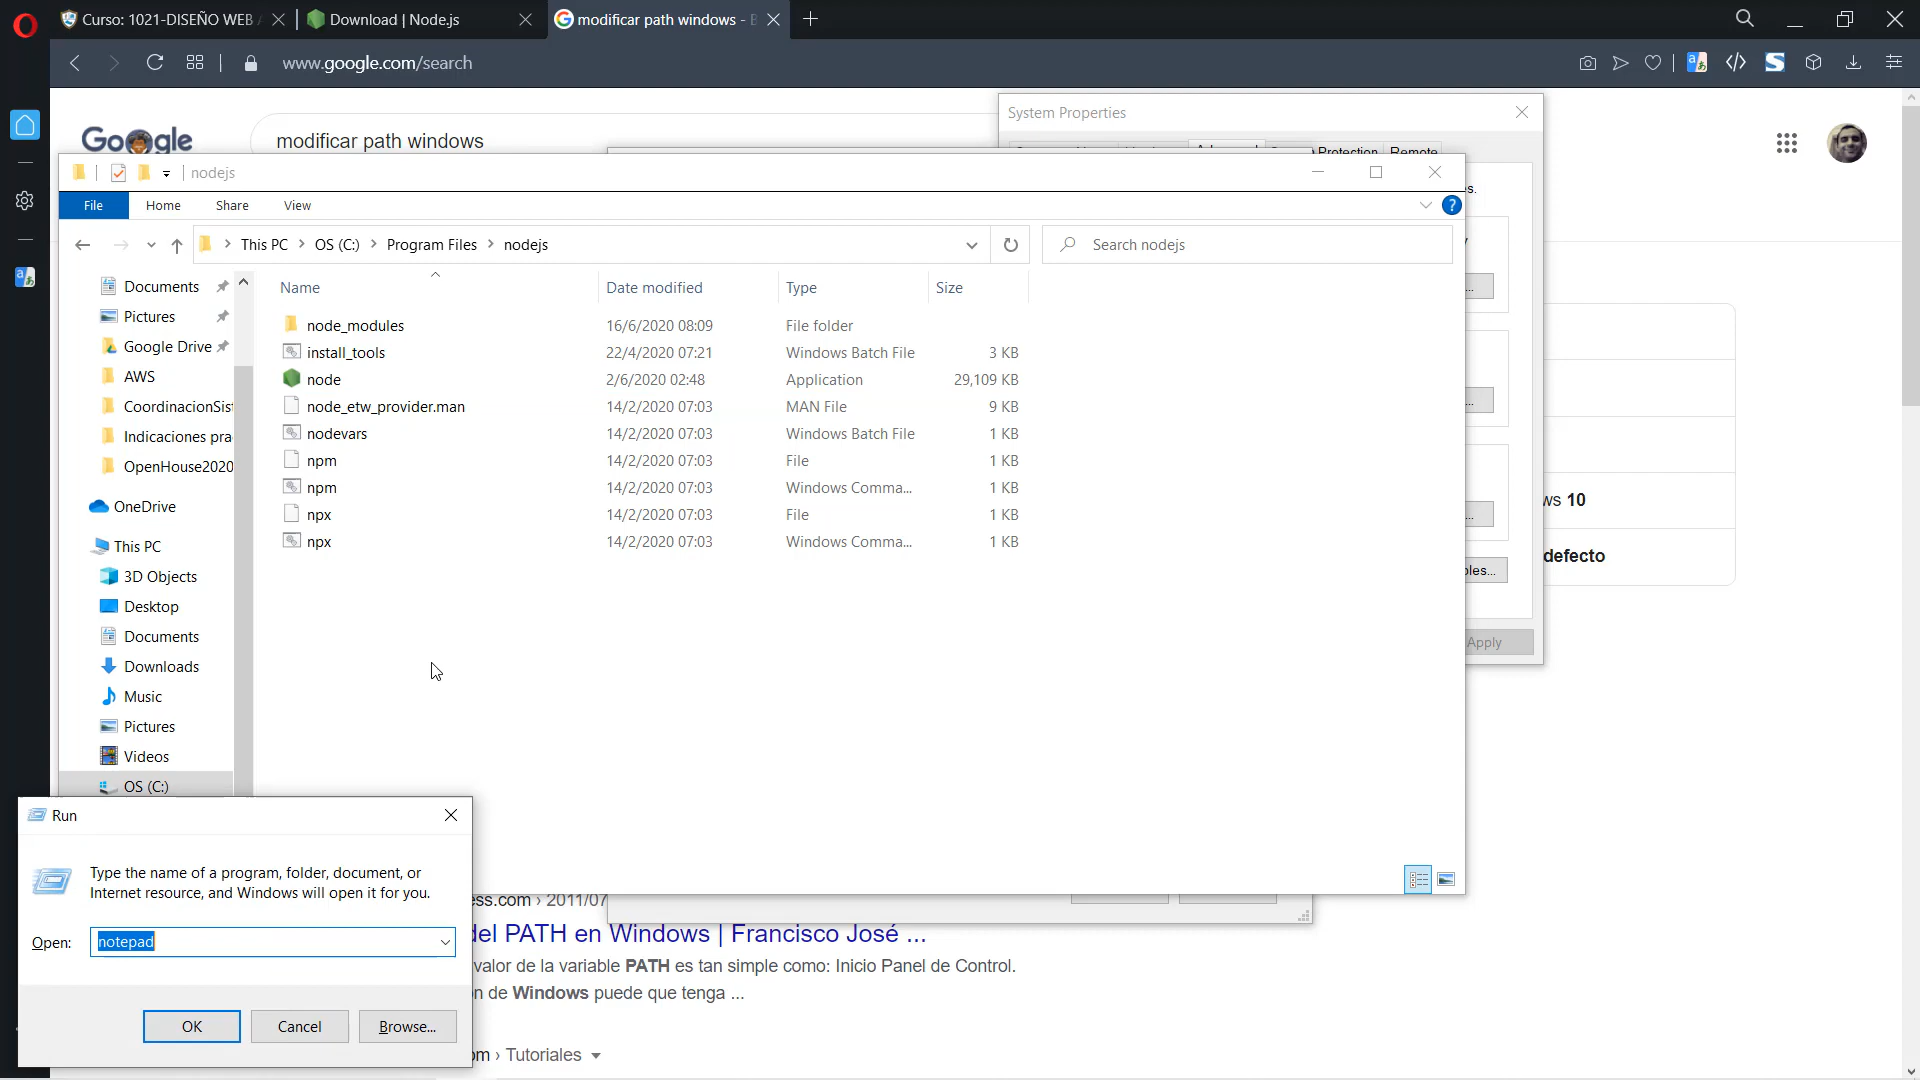 Curso: 1021-DISEÑO WEB
Download | Node.js
modificar path windows -
www.google.com/search
System Properties
Google
modificar path windows
Protection
Remote
nodejs
File
Home
Share
View
This PC > OS (C:) > Program Files > nodejs
Search nodejs
Name
Date modified
Type
Size
Documents
Pictures
Google Drive
AWS
CoordinacionSist
Indicaciones pra
OpenHouse2020
OneDrive
This PC
3D Objects
Desktop
Documents
Downloads
Music
Pictures
Videos
OS (C:)
node_modules 16/6/2020 08:09 File folder
install_tools 22/4/2020 07:21 Windows Batch File 3 KB
node 2/6/2020 02:48 Application 29,109 KB
node_etw_provider.man 14/2/2020 07:03 MAN File 9 KB
nodevars 14/2/2020 07:03 Windows Batch File 1 KB
npm 14/2/2020 07:03 File 1 KB
npm 14/2/2020 07:03 Windows Comma... 1 KB
npx 14/2/2020 07:03 File 1 KB
npx 14/2/2020 07:03 Windows Comma... 1 KB
es.
bles...
Apply
ws 10
defecto
Run
Type the name of a program, folder, document, or
Internet resource, and Windows will open it for you.
Open: notepad
OK
Cancel
Browse...
ess.com › 2011/07
del PATH en Windows | Francisco José ...
valor de la variable PATH es tan simple como: Inicio Panel de Control.
ón de Windows puede que tenga ...
om › Tutoriales